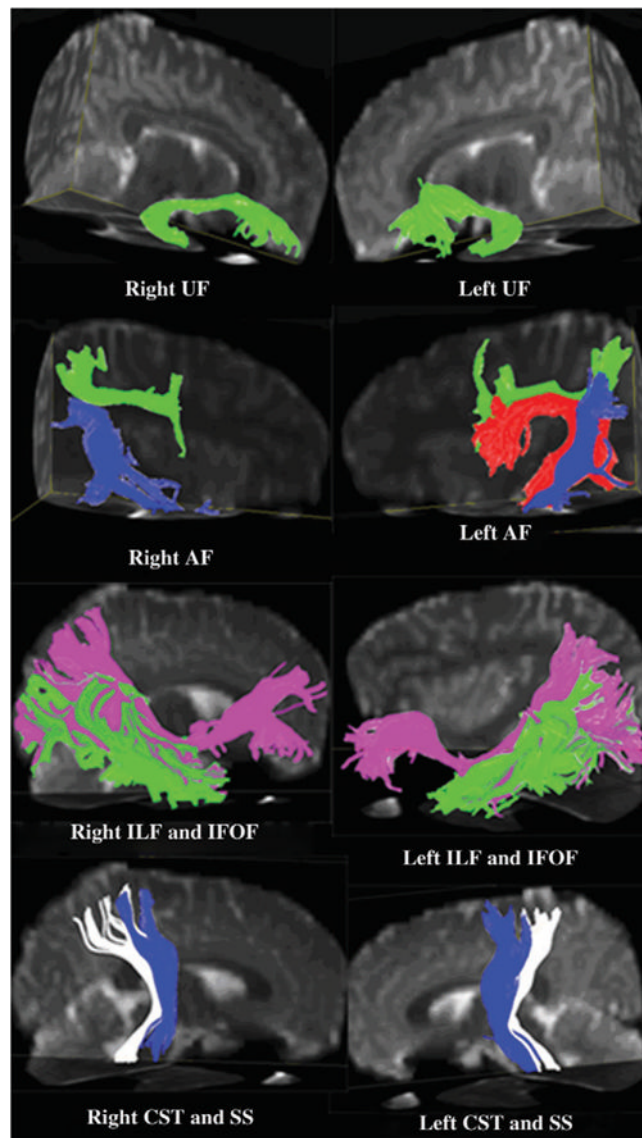 Right UF
Left UF
Right AF
Left AF
Right ILF and IFOF
Left ILF and IFOF
Right CST and SS
Left CST and SS